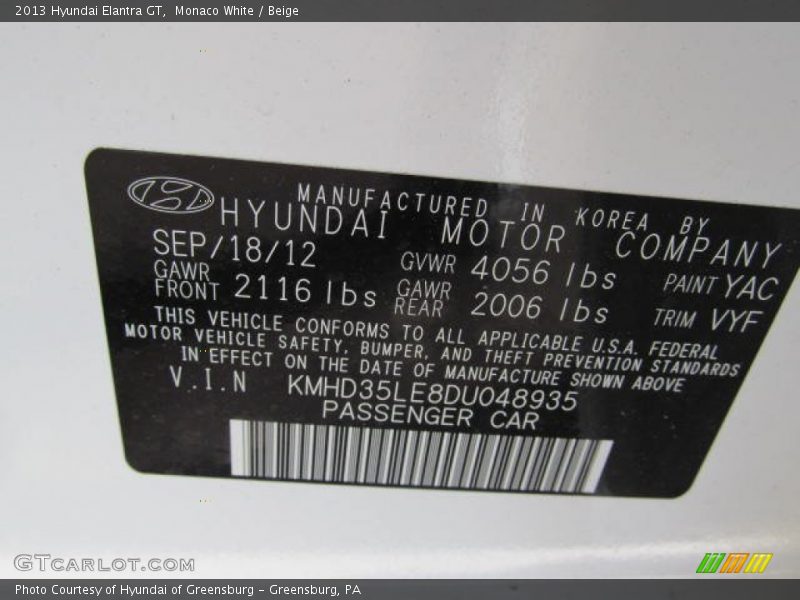 2013 Hyundai Elantra GT, Monaco White / Beige
MANUFACTURED IN KOREA BY
HYUNDAI MOTOR COMPANY
SEP/18/12 GVWR 4056 lbs PAINT YAC
GAWR FRONT 2116 lbs GAWR REAR 2006 lbs TRIM VYF
THIS VEHICLE CONFORMS TO ALL APPLICABLE U.S.A. FEDERAL
MOTOR VEHICLE SAFETY, BUMPER, AND THEFT PREVENTION STANDARDS
IN EFFECT ON THE DATE OF MANUFACTURE SHOWN ABOVE
V.I.N KMHD35LE8DU048935
PASSENGER CAR
GTCARLOT.COM
Photo Courtesy of Hyundai of Greensburg - Greensburg, PA